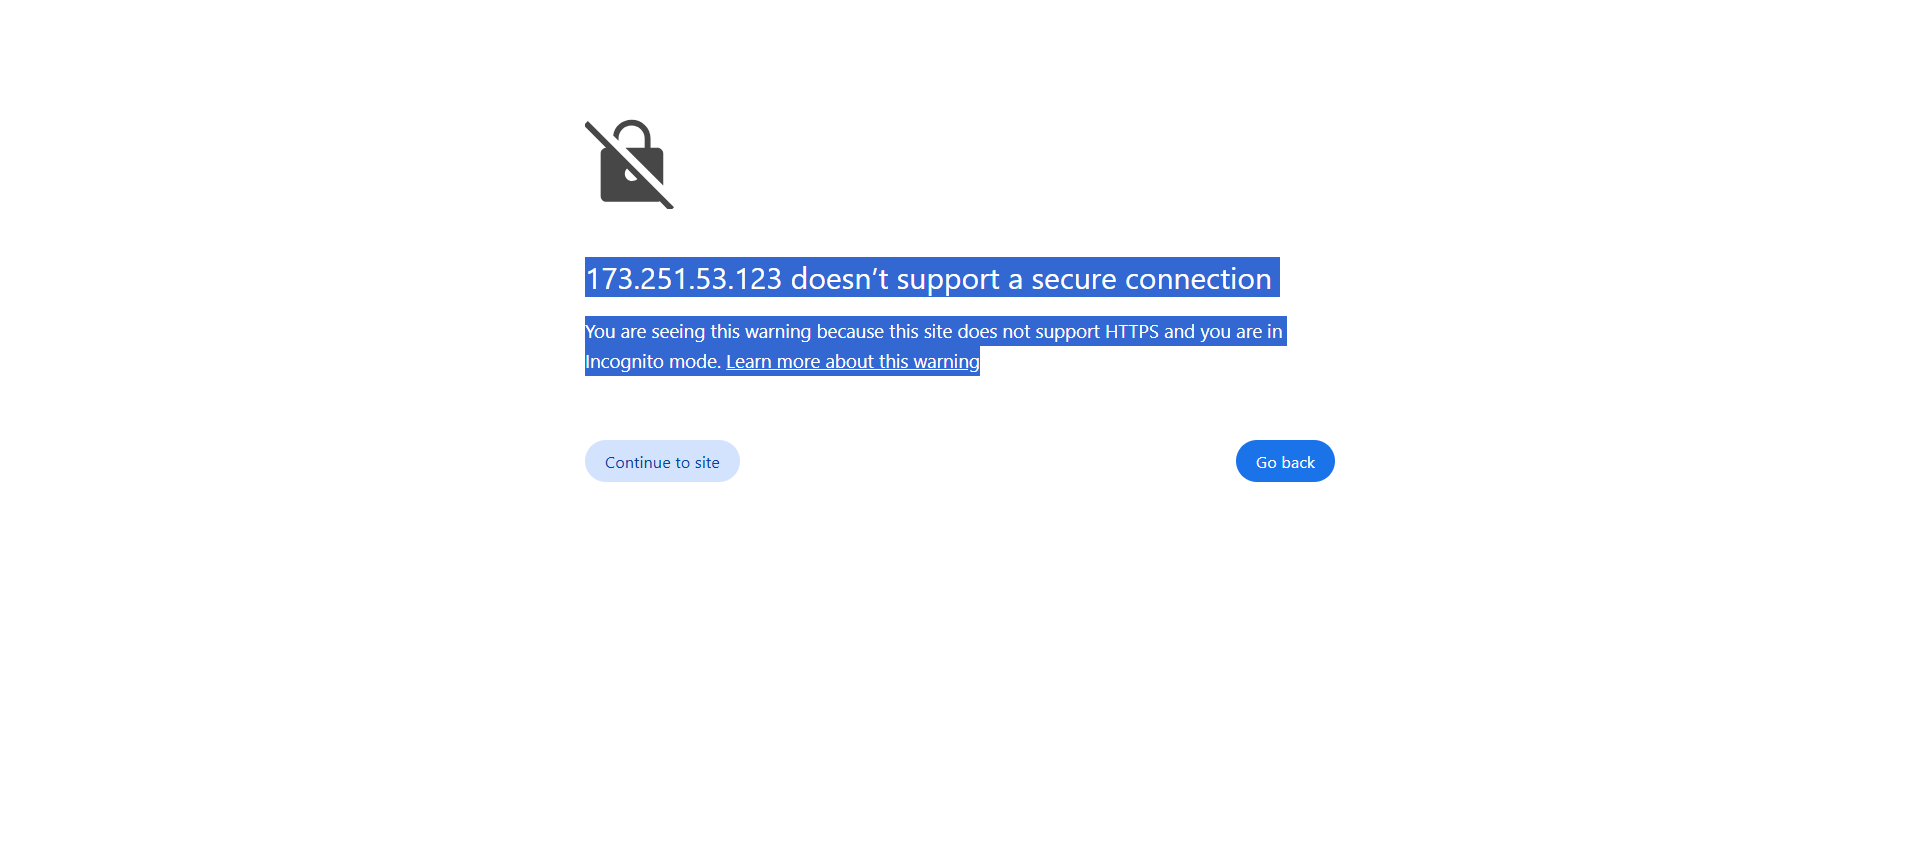 173.251.53.123 doesn’t support a secure connection
You are seeing this warning because this site does not support HTTPS and you are in
Incognito mode. Learn more about this warning
Continue to site
Go back